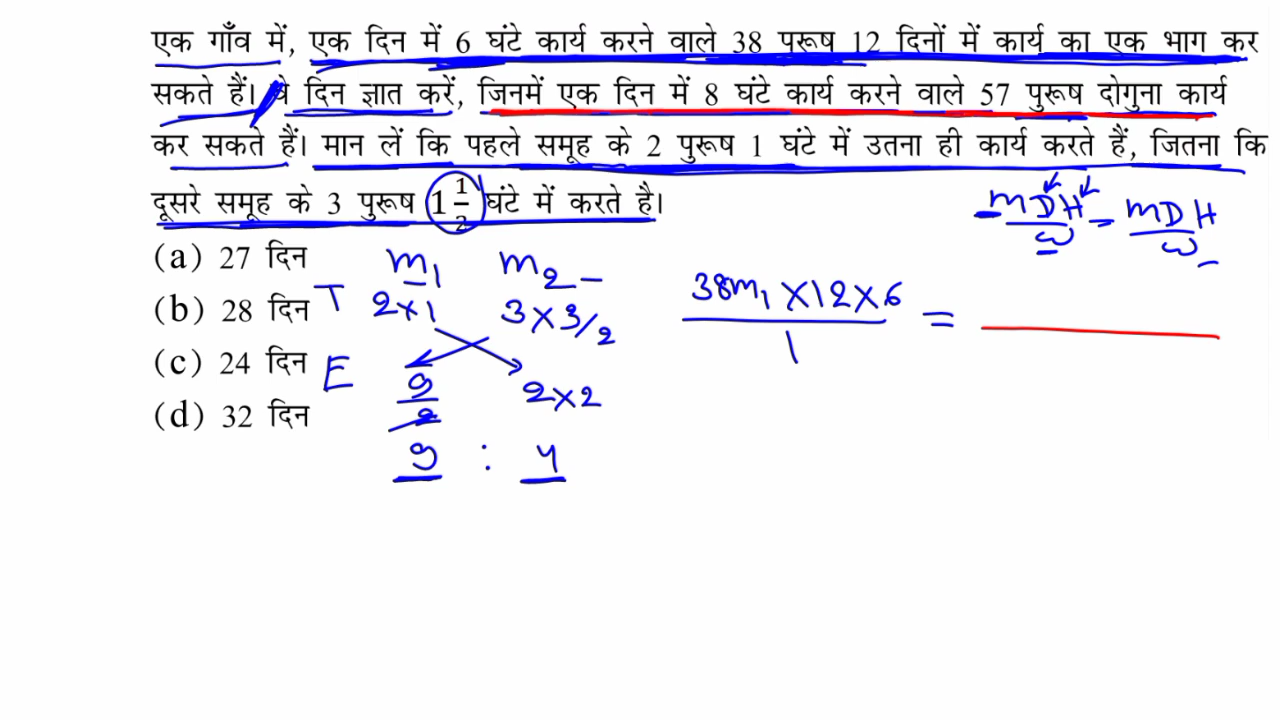 एक गाँव में, एक दिन में 6 घंटे कार्य करने वाले 38 पुरूष 12 दिनों में कार्य का एक भाग कर
सकते हैं। वे दिन ज्ञात करें, जिनमें एक दिन में 8 घंटे कार्य करने वाले 57 पुरूष दोगुना कार्य
कर सकते हैं। मान लें कि पहले समूह के 2 पुरूष 1 घंटे में उतना ही कार्य करते हैं, जितना कि
दूसरे समूह के 3 पुरूष 1 1/2 घंटे में करते है।
(a) 27 दिन
(b) 28 दिन
(c) 24 दिन
(d) 32 दिन
m1 m2 –
T 2×1 3×3/2
E 9/2 2×2
9 : 4
MDH/W = MDH/W
38m1 ×12×6
1
=